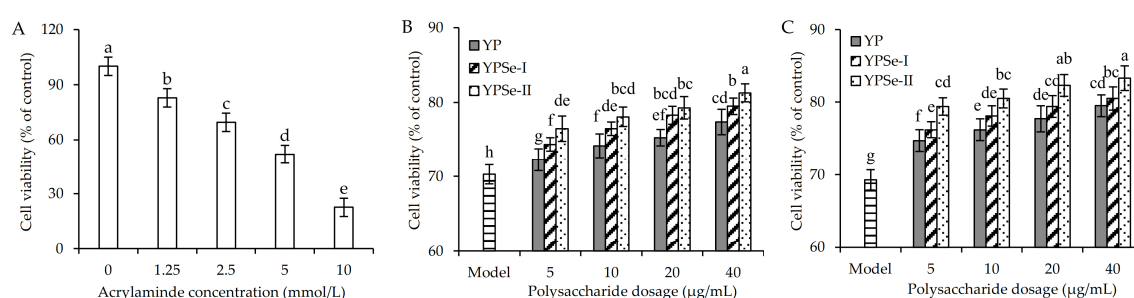 A
Cell viability (% of control)
120
90
60
30
0
a
b
c
d
e
0 1.25 2.5 5 10
Acrylaminde concentration (mmol/L)
B
Cell viability (% of control)
90
80
70
60
YP
YPSe-I
YPSe-II
h
g f de
ef bcd
ef bcd bc
cd b a
Model 5 10 20 40
Polysaccharide dosage (μg/mL)
C
Cell viability (% of control)
90
80
70
60
YP
YPSe-I
YPSe-II
g
f e cd
e de bc
de cd ab
cd bc a
Model 5 10 20 40
Polysaccharide dosage (μg/mL)